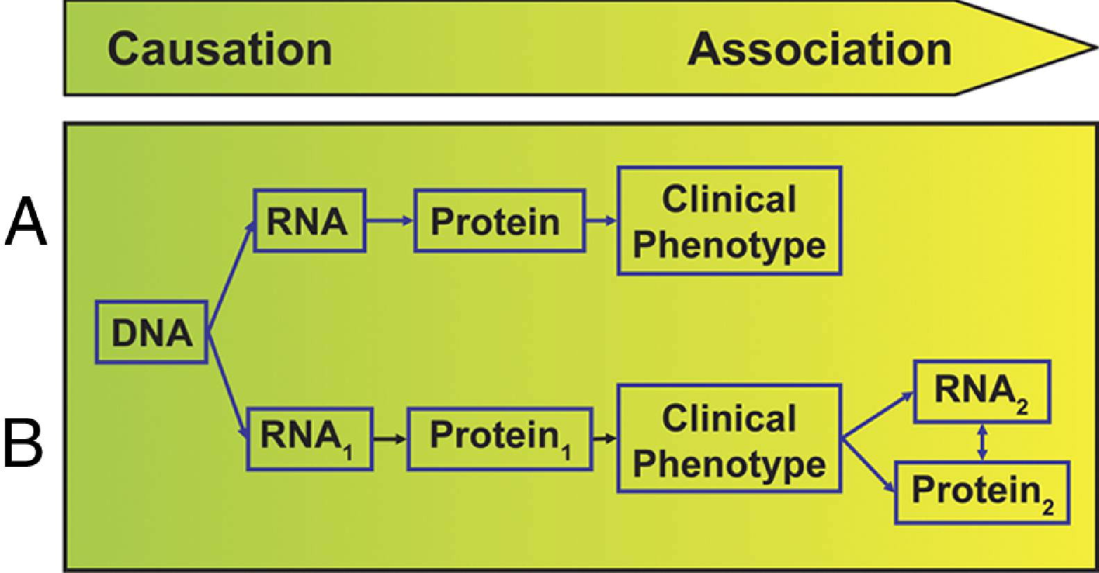 Causation Association
A
RNA Protein Clinical
Phenotype
DNA
B
RNA₁ Protein₁ Clinical
Phenotype
RNA₂
Protein₂